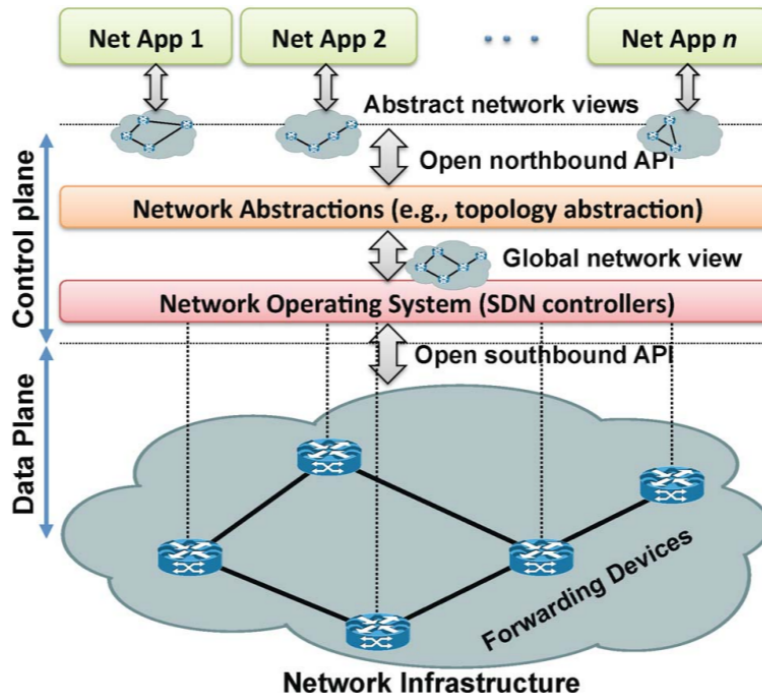 Net App 1
Net App 2
Net App n
Abstract network views
Open northbound API
Network Abstractions (e.g., topology abstraction)
Global network view
Network Operating System (SDN controllers)
Open southbound API
Control plane
Data Plane
Forwarding Devices
Network Infrastructure